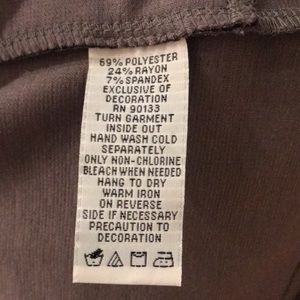 69% POLYESTER
24% RAYON
7% SPANDEX
EXCLUSIVE OF
DECORATION
RN 90133
TURN GARMENT
INSIDE OUT
HAND WASH COLD
SEPARATELY
ONLY NON-CHLORINE
BLEACH WHEN NEEDED
HANG TO DRY
WARM IRON
ON REVERSE
SIDE IF NECESSARY
PRECAUTION TO
DECORATION